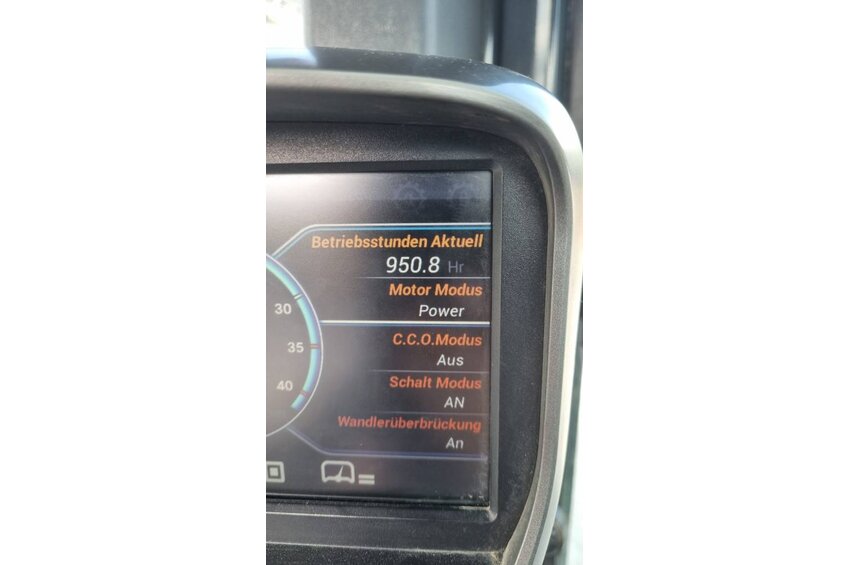 Betriebsstunden Aktuell
950.8 Hr
Motor Modus
Power
30
C.C.O.Modus
35
Aus
Schalt Modus
40
AN
Wandlerüberbrückung
An